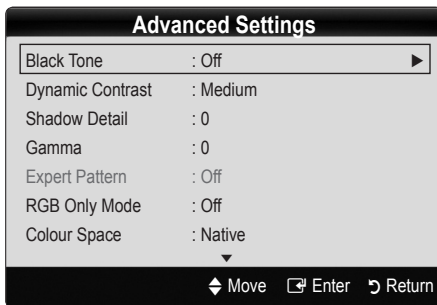 Advanced Settings
Black Tone : Off ▶
Dynamic Contrast : Medium
Shadow Detail : 0
Gamma : 0
Expert Pattern : Off
RGB Only Mode : Off
Colour Space : Native
▼
Move Enter Return